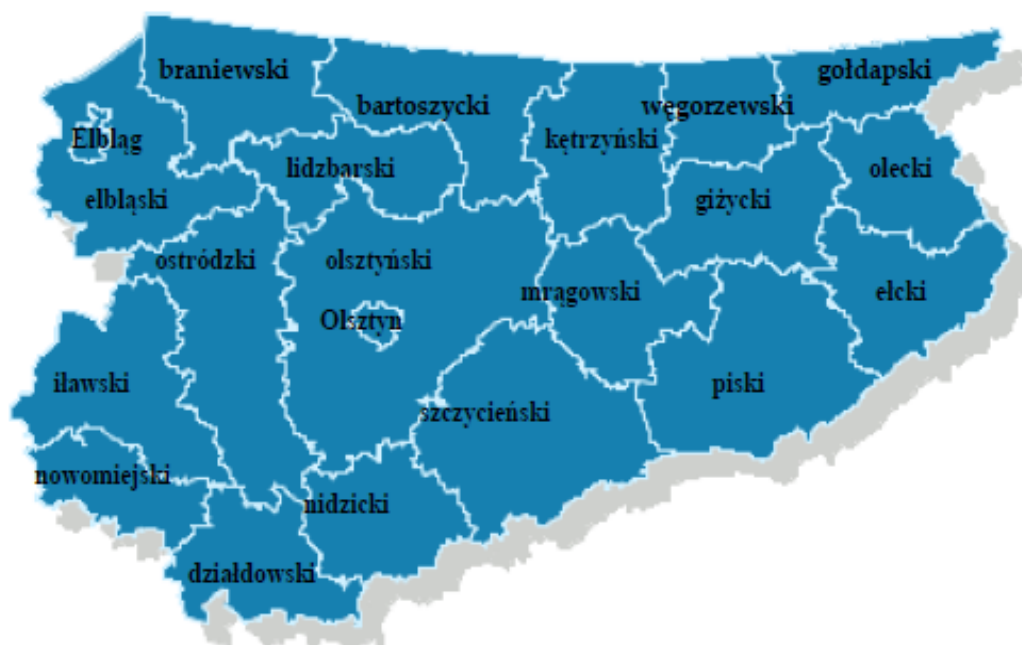 braniewski
gołdapski
bartoszycki
węgorzewski
Elbląg
kętrzyński
lidzbarski
olecki
elbląski
giżycki
ostródzki
olsztyński
mrągowski
ełcki
Olsztyn
iławski
piski
szczycieński
nowomiejski
nidzicki
działdowski